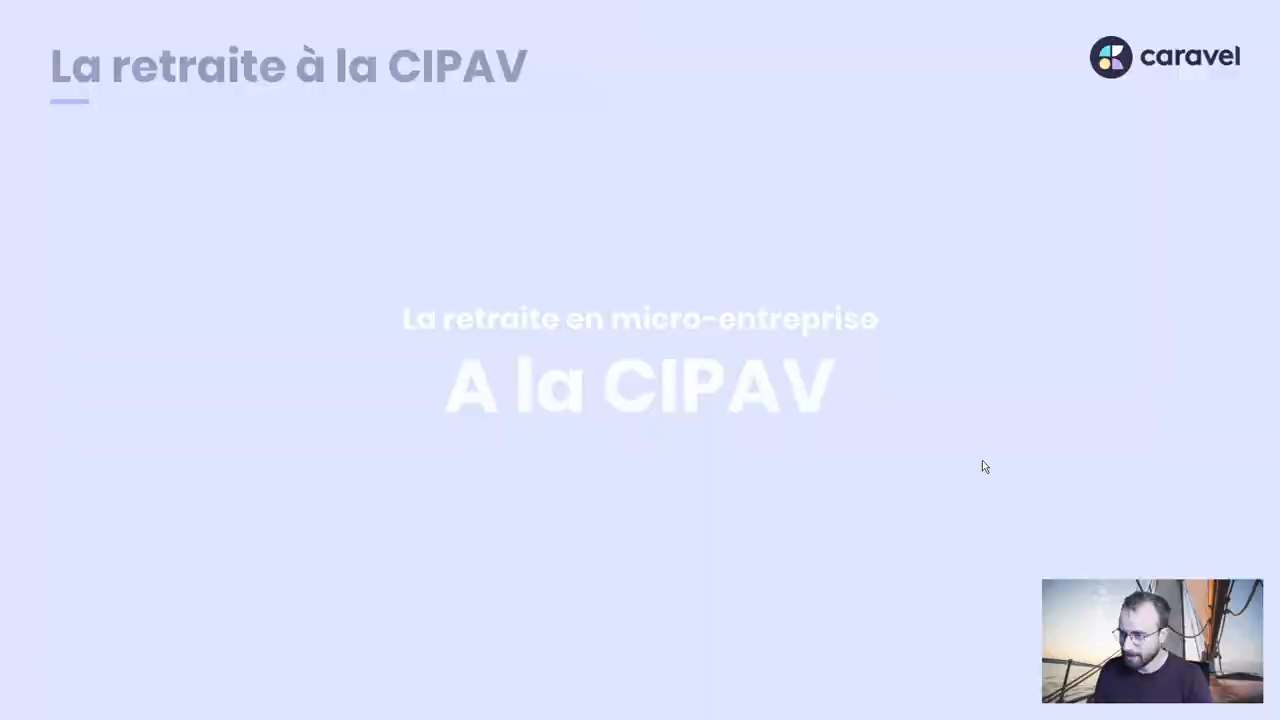 La retraite à la CIPAV
caravel
La retraite en micro-entreprise
A la CIPAV